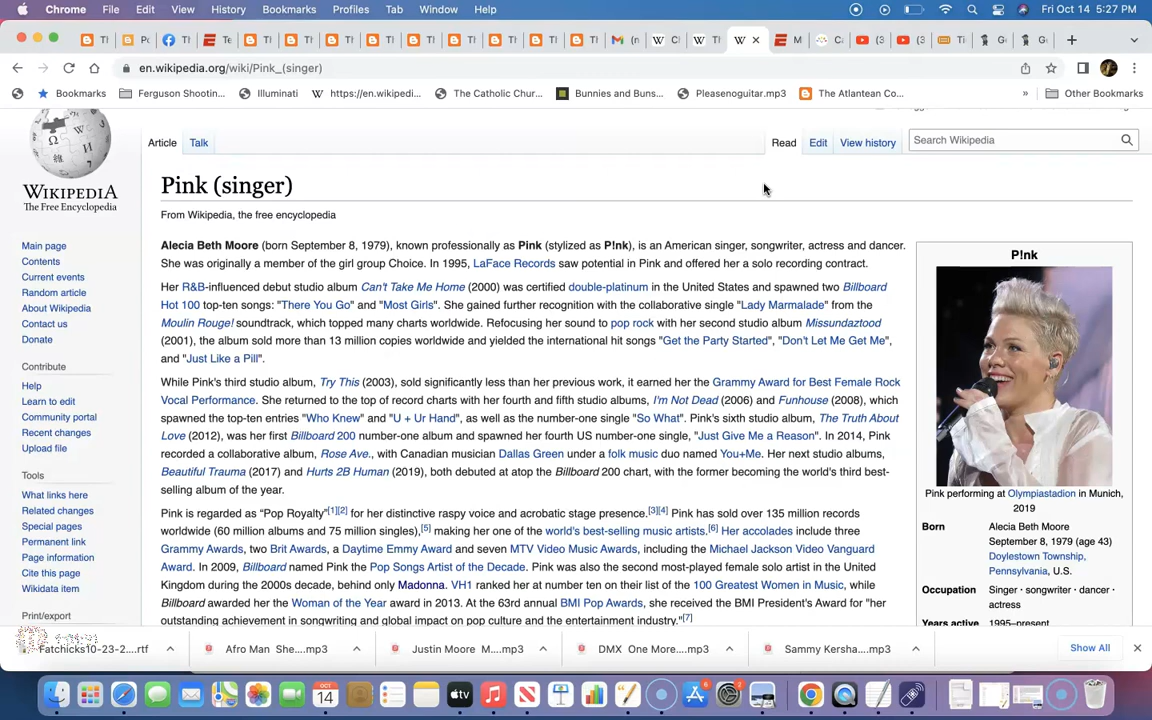 Chrome File Edit View History Bookmarks Profiles Tab Window Help Fri Oct 14 5:27 PM
Tl Po Tl Te Tl Tl Tl Tl Tl Tl Tl Tl (n Cl Tl M Ca (3 (3 Ti Gu Gu
en.wikipedia.org/wiki/Pink_(singer)
Bookmarks Ferguson Shootin... Illuminati https://en.wikipedi... The Catholic Chur... Bunnies and Buns... Pleasenoguitar.mp3 The Atlantean Co... » Other Bookmarks
WIKIPEDIA
The Free Encyclopedia
Main page
Contents
Current events
Random article
About Wikipedia
Contact us
Donate
Contribute
Help
Learn to edit
Community portal
Recent changes
Upload file
Tools
What links here
Related changes
Special pages
Permanent link
Page information
Cite this page
Wikidata item
Print/export
Article Talk Read Edit View history Search Wikipedia
Pink (singer)
From Wikipedia, the free encyclopedia
Alecia Beth Moore (born September 8, 1979), known professionally as Pink (stylized as P!nk), is an American singer, songwriter, actress and dancer.
She was originally a member of the girl group Choice. In 1995, LaFace Records saw potential in Pink and offered her a solo recording contract.
Her R&B-influenced debut studio album Can't Take Me Home (2000) was certified double-platinum in the United States and spawned two Billboard
Hot 100 top-ten songs: "There You Go" and "Most Girls". She gained further recognition with the collaborative single "Lady Marmalade" from the
Moulin Rouge! soundtrack, which topped many charts worldwide. Refocusing her sound to pop rock with her second studio album Missundaztood
(2001), the album sold more than 13 million copies worldwide and yielded the international hit songs "Get the Party Started", "Don't Let Me Get Me",
and "Just Like a Pill".
While Pink's third studio album, Try This (2003), sold significantly less than her previous work, it earned her the Grammy Award for Best Female Rock
Vocal Performance. She returned to the top of record charts with her fourth and fifth studio albums, I'm Not Dead (2006) and Funhouse (2008), which
spawned the top-ten entries "Who Knew" and "U + Ur Hand", as well as the number-one single "So What". Pink's sixth studio album, The Truth About
Love (2012), was her first Billboard 200 number-one album and spawned her fourth US number-one single, "Just Give Me a Reason". In 2014, Pink
recorded a collaborative album, Rose Ave., with Canadian musician Dallas Green under a folk music duo named You+Me. Her next studio albums,
Beautiful Trauma (2017) and Hurts 2B Human (2019), both debuted at atop the Billboard 200 chart, with the former becoming the world's third best-
selling album of the year.
Pink is regarded as “Pop Royalty”[1][2] for her distinctive raspy voice and acrobatic stage presence.[3][4] Pink has sold over 135 million records
worldwide (60 million albums and 75 million singles),[5] making her one of the world's best-selling music artists.[6] Her accolades include three
Grammy Awards, two Brit Awards, a Daytime Emmy Award and seven MTV Video Music Awards, including the Michael Jackson Video Vanguard
Award. In 2009, Billboard named Pink the Pop Songs Artist of the Decade. Pink was also the second most-played female solo artist in the United
Kingdom during the 2000s decade, behind only Madonna. VH1 ranked her at number ten on their list of the 100 Greatest Women in Music, while
Billboard awarded her the Woman of the Year award in 2013. At the 63rd annual BMI Pop Awards, she received the BMI President's Award for "her
outstanding achievement in songwriting and global impact on pop culture and the entertainment industry."[7]
P!nk
Pink performing at Olympiastadion in Munich,
2019
Born Alecia Beth Moore
September 8, 1979 (age 43)
Doylestown Township,
Pennsylvania, U.S.
Occupation Singer · songwriter · dancer ·
actress
Years active 1995–present
Fatchicks10-23-2....rtf Afro Man She....mp3 Justin Moore M....mp3 DMX One More....mp3 Sammy Kersha....mp3 Show All
OCT
14